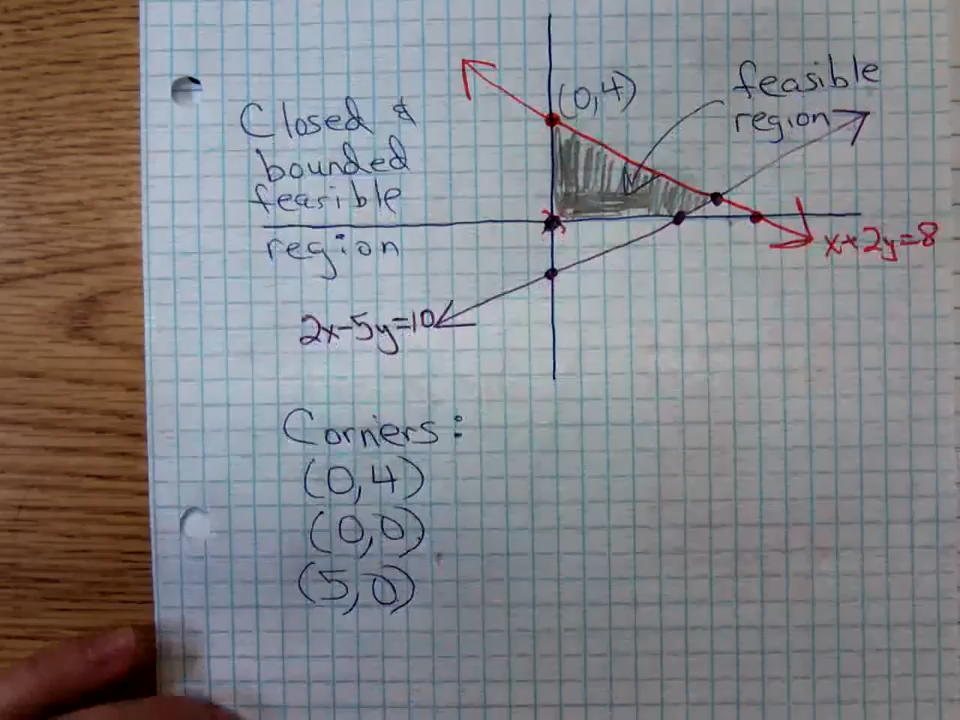 Closed &
bounded
feasible
region
(0,4)
feasible
region
x+2y=8
2x-5y=10
Corners:
(0,4)
(0,0)
(5,0)